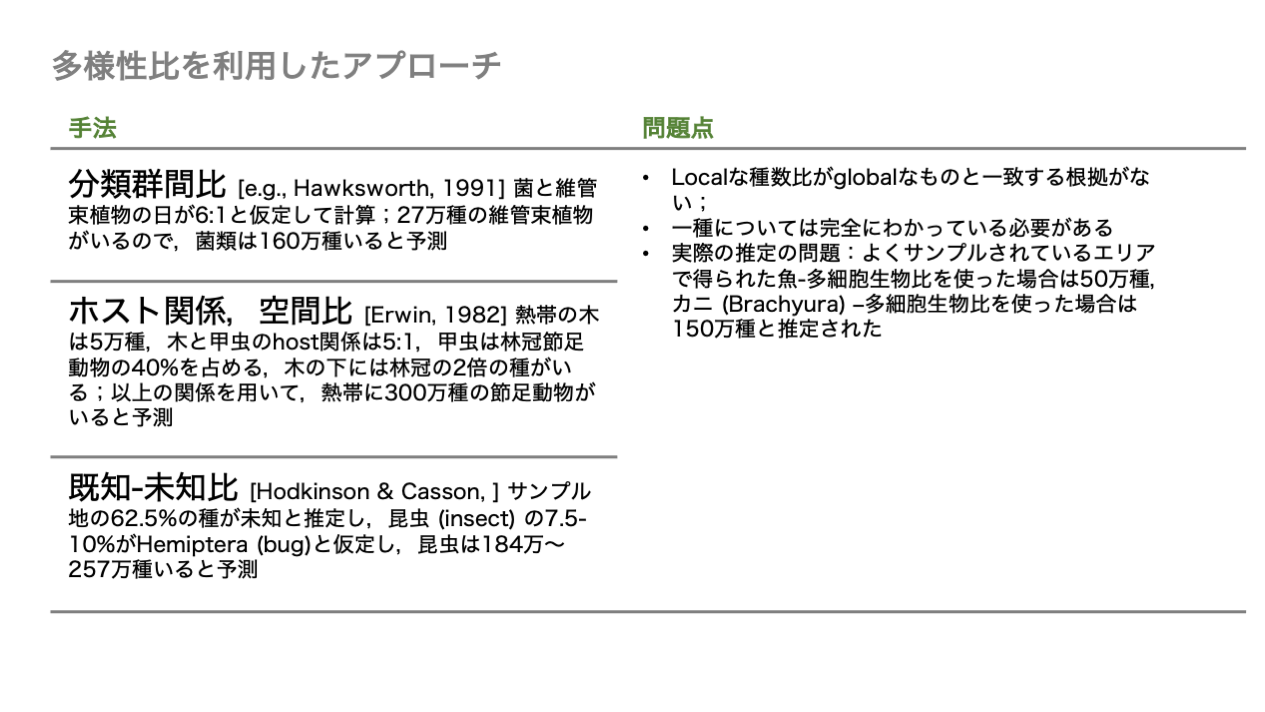 多様性比を利用したアプローチ
手法
分類群間比 [e.g., Hawksworth, 1991] 菌と維管
束植物の日が6:1と仮定して計算；27万種の維管束植物
がいるので，菌類は160万種いると予測
ホスト関係，空間比 [Erwin, 1982] 熱帯の木
は5万種，木と甲虫のhost関係は5:1，甲虫は林冠節足
動物の40%を占める，木の下には林冠の2倍の種がい
る；以上の関係を用いて，熱帯に300万種の節足動物が
いると予測
既知-未知比 [Hodkinson & Casson, ] サンプル
地の62.5%の種が未知と推定し，昆虫 (insect) の7.5-
10%がHemiptera (bug)と仮定し，昆虫は184万〜
257万種いると予測
問題点
• Localな種数比がglobalなものと一致する根拠がな
い；
• 一種については完全にわかっている必要がある
• 実際の推定の問題：よくサンプルされているエリア
で得られた魚-多細胞生物比を使った場合は50万種,
カニ (Brachyura) –多細胞生物比を使った場合は
150万種と推定された